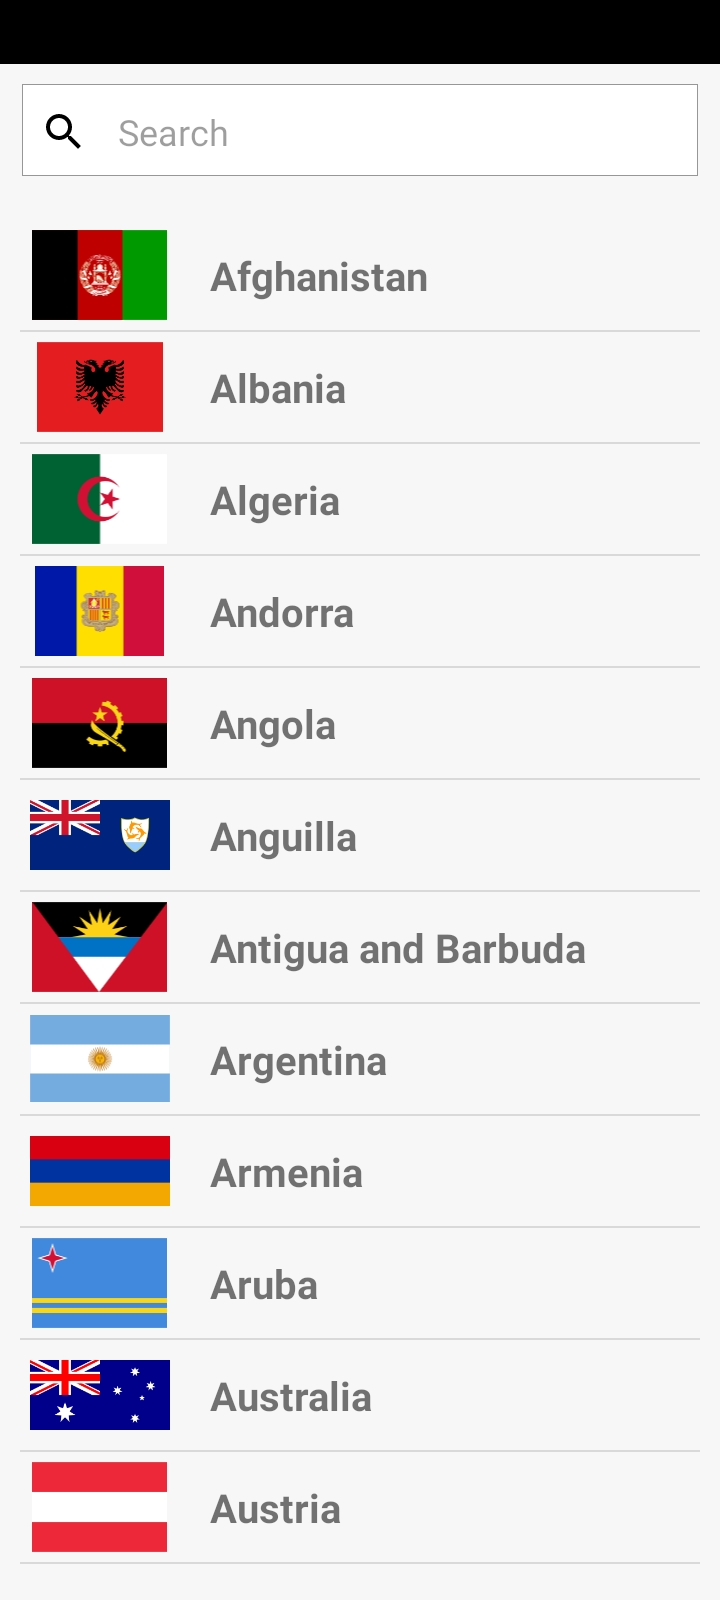 Search
Afghanistan
Albania
Algeria
Andorra
Angola
Anguilla
Antigua and Barbuda
Argentina
Armenia
Aruba
Australia
Austria